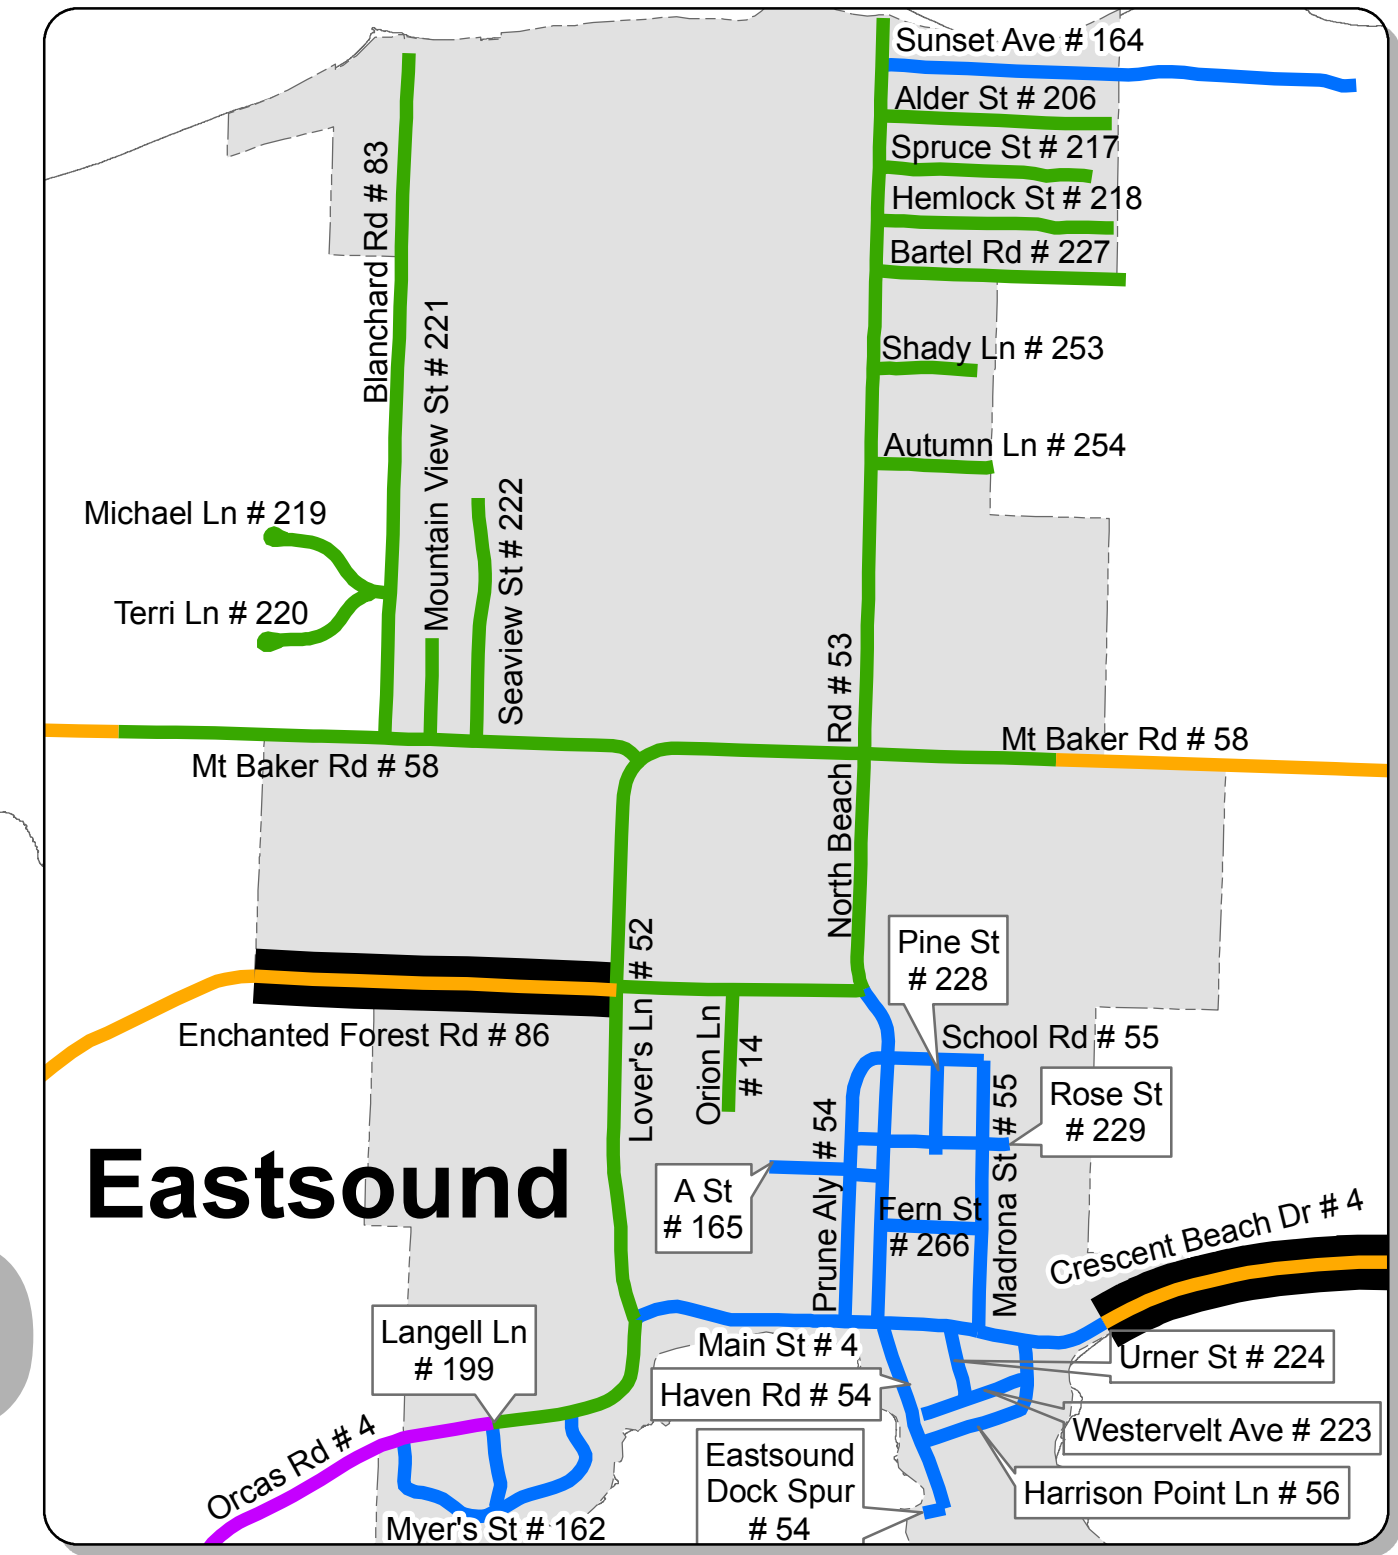 Sunset Ave # 164
Alder St # 206
Spruce St # 217
Hemlock St # 218
Bartel Rd # 227
Blanchard Rd # 83
Mountain View St # 221
Shady Ln # 253
Autumn Ln # 254
Michael Ln # 219
Seaview St # 222
Terri Ln # 220
North Beach Rd # 53
Mt Baker Rd # 58
Mt Baker Rd # 58
Lover's Ln # 52
Pine St
# 228
Enchanted Forest Rd # 86
Orion Ln
# 14
School Rd # 55
Rose St
# 229
Prune Aly # 54
Madrona St # 55
Eastsound
A St
# 165
Fern St
# 266
Crescent Beach Dr # 4
Langell Ln
# 199
Main St # 4
Urner St # 224
Haven Rd # 54
Westervelt Ave # 223
Orcas Rd # 4
Eastsound
Dock Spur
# 54
Harrison Point Ln # 56
Myer's St # 162